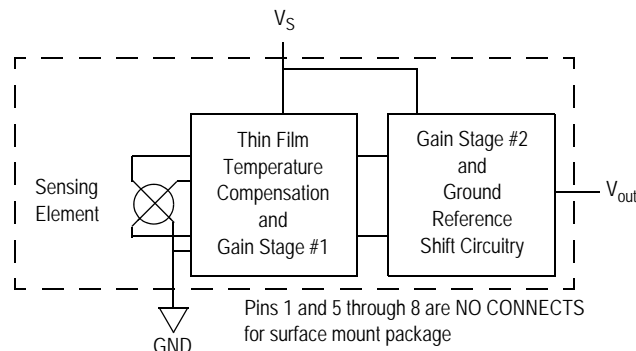 VS
Thin Film
Temperature
Compensation
and
Gain Stage #1
Gain Stage #2
and
Ground
Reference
Shift Circuitry
Sensing
Element
Vout
Pins 1 and 5 through 8 are NO CONNECTS
for surface mount package
GND